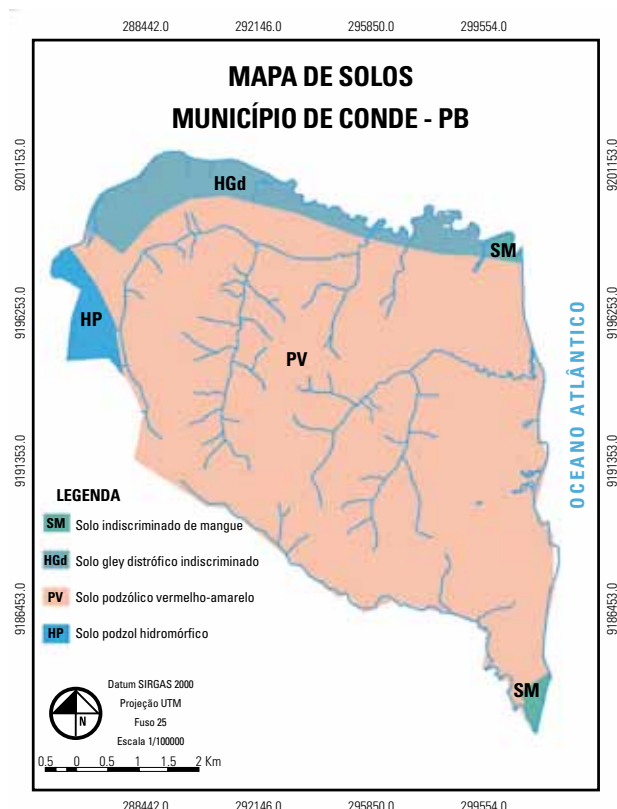 288442.0 292146.0 295850.0 299554.0
MAPA DE SOLOS
MUNICÍPIO DE CONDE - PB
9201153.0
9201153.0
HGd
SM
9196253.0
9196253.0
HP
PV
OCEANO ATLÂNTICO
9191353.0
9191353.0
LEGENDA
SM Solo indiscriminado de mangue
HGd Solo gley distrófico indiscriminado
PV Solo podzólico vermelho-amarelo
HP Solo podzol hidromórfico
9186453.0
9186453.0
SM
Datum SIRGAS 2000
Projeção UTM
Fuso 25
Escala 1/100000
N
0.5 0 0.5 1 1.5 2 Km
288442.0 292146.0 295850.0 299554.0